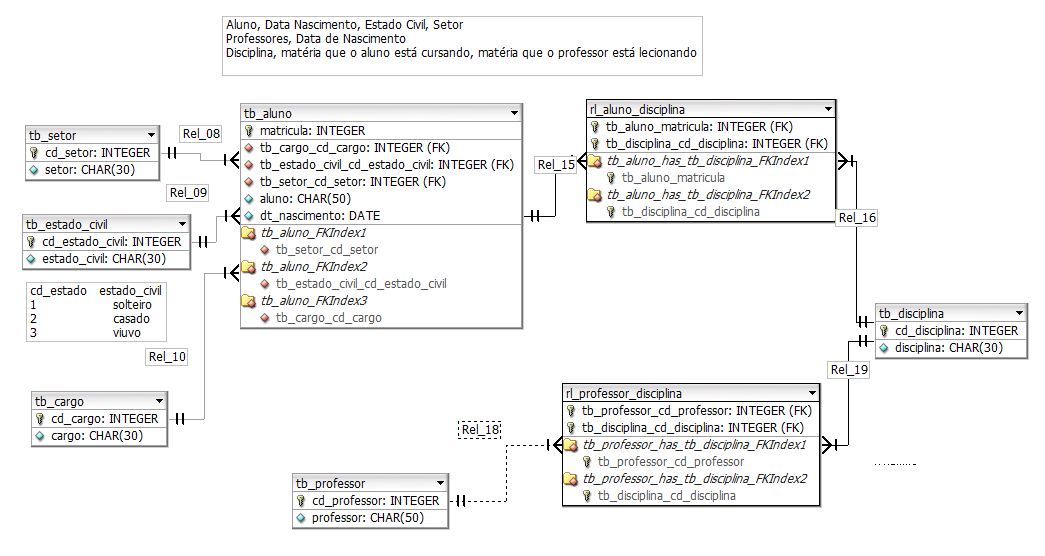 Aluno, Data Nascimento, Estado Civil, Setor
Professores, Data de Nascimento
Disciplina, matéria que o aluno está cursando, matéria que o professor está lecionando
tb_setor
cd_setor: INTEGER
setor: CHAR(30)
Rel_08
tb_aluno
matricula: INTEGER
tb_cargo_cd_cargo: INTEGER (FK)
tb_estado_civil_cd_estado_civil: INTEGER (FK)
tb_setor_cd_setor: INTEGER (FK)
aluno: CHAR(50)
dt_nascimento: DATE
tb_aluno_FKIndex1
tb_setor_cd_setor
tb_aluno_FKIndex2
tb_estado_civil_cd_estado_civil
tb_aluno_FKIndex3
tb_cargo_cd_cargo
rl_aluno_disciplina
tb_aluno_matricula: INTEGER (FK)
tb_disciplina_cd_disciplina: INTEGER (FK)
tb_aluno_has_tb_disciplina_FKIndex1
tb_aluno_matricula
tb_aluno_has_tb_disciplina_FKIndex2
tb_disciplina_cd_disciplina
Rel_15
Rel_09
Rel_16
tb_estado_civil
cd_estado_civil: INTEGER
estado_civil: CHAR(30)
cd_estado estado_civil
1 solteiro
2 casado
3 viuvo
Rel_10
tb_disciplina
cd_disciplina: INTEGER
disciplina: CHAR(30)
Rel_19
tb_cargo
cd_cargo: INTEGER
cargo: CHAR(30)
rl_professor_disciplina
tb_professor_cd_professor: INTEGER (FK)
tb_disciplina_cd_disciplina: INTEGER (FK)
tb_professor_has_tb_disciplina_FKIndex1
tb_professor_cd_professor
tb_professor_has_tb_disciplina_FKIndex2
tb_disciplina_cd_disciplina
Rel_18
tb_professor
cd_professor: INTEGER
professor: CHAR(50)